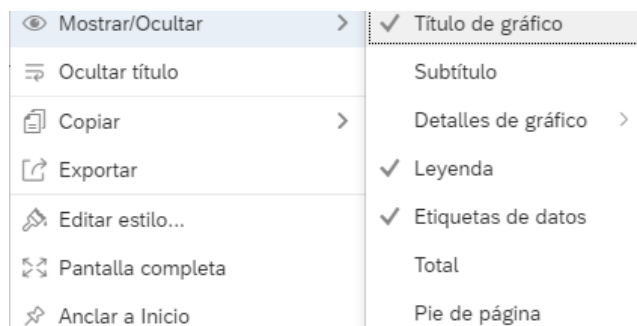 Mostrar/Ocultar
Ocultar título
Copiar
Exportar
Editar estilo...
Pantalla completa
Anclar a Inicio
Título de gráfico
Subtítulo
Detalles de gráfico
Leyenda
Etiquetas de datos
Total
Pie de página